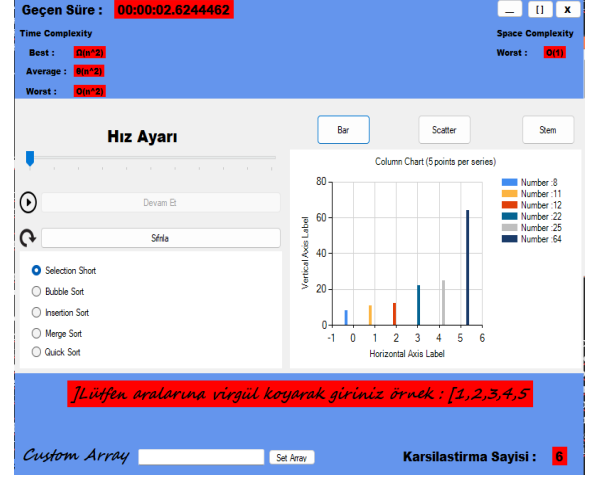 Geçen Süre : 00:00:02.6244462
_ [] x
Time Complexity
Space Complexity
Best : Ω(n^2)
Worst : O(1)
Average : θ(n^2)
Worst : O(n^2)
Hız Ayarı
Bar
Scatter
Stem
Devam Et
Sıfırla
Selection Short
Bubble Sort
Insertion Sort
Merge Sort
Quick Sort
Column Chart (5 points per series)
Vertical Axis Label
80
60
40
20
0
-1 0 1 2 3 4 5 6
Horizontal Axis Label
Number :8
Number :11
Number :12
Number :22
Number :25
Number :64
]Lütfen aralarına virgül koyarak giriniz örnek : [1,2,3,4,5
Custom Array
Set Array
Karsilastirma Sayisi : 6